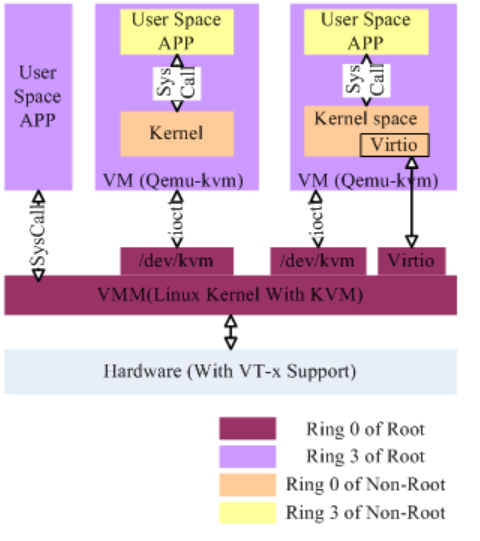 User
Space
APP
User Space
APP
Sys
Call
Kernel
VM (Qemu-kvm)
User Space
APP
Sys
Call
Kernel space
Virtio
VM (Qemu-kvm)
SysCall
ioctl
ioctl
/dev/kvm
/dev/kvm
Virtio
VMM(Linux Kernel With KVM)
Hardware (With VT-x Support)
Ring 0 of Root
Ring 3 of Root
Ring 0 of Non-Root
Ring 3 of Non-Root